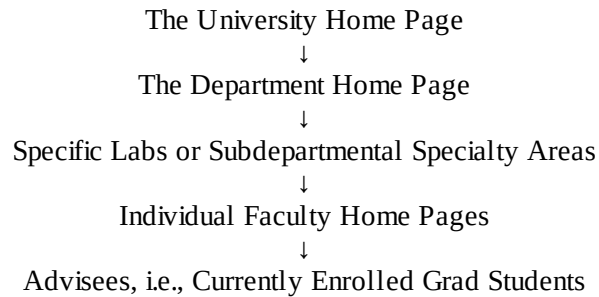 The University Home Page
↓
The Department Home Page
↓
Specific Labs or Subdepartmental Specialty Areas
↓
Individual Faculty Home Pages
↓
Advisees, i.e., Currently Enrolled Grad Students